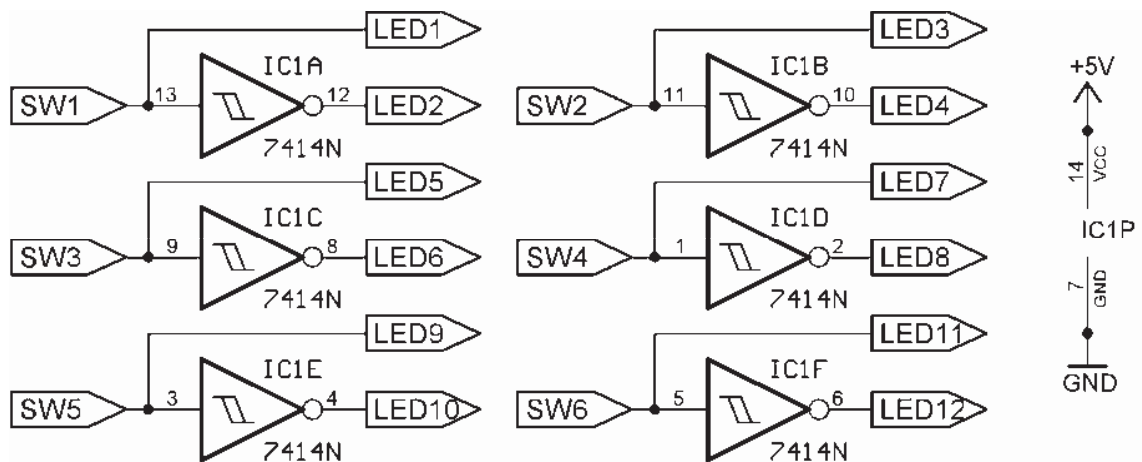 LED1
IC1A
SW1 13 12 LED2
7414N
LED3
IC1B
SW2 11 10 LED4
7414N
LED5
IC1C
SW3 9 8 LED6
7414N
LED7
IC1D
SW4 1 2 LED8
7414N
LED9
IC1E
SW5 3 4 LED10
7414N
LED11
IC1F
SW6 5 6 LED12
7414N
+5V
14
VCC
IC1P
7
GND
GND